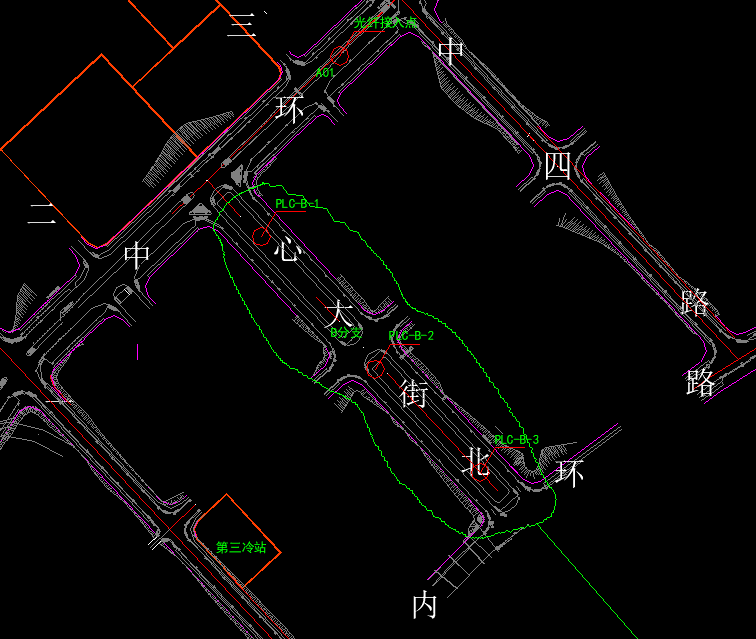 三
光纤接入点
中
A01
环
四
PLC-B-1
二
心
中
大
路
B分支
PLC-B-2
路
街
一
PLC-B-3
北
环
第三冷站
内